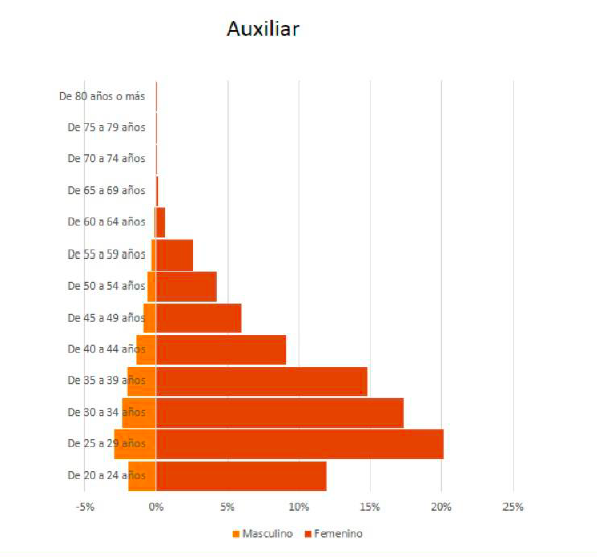 Auxiliar
De 80 años o más
De 75 a 79 años
De 70 a 74 años
De 65 a 69 años
De 60 a 64 años
De 55 a 59 años
De 50 a 54 años
De 45 a 49 años
De 40 a 44 años
De 35 a 39 años
De 30 a 34 años
De 25 a 29 años
De 20 a 24 años
-5% 0% 5% 10% 15% 20% 25%
Masculino Femenino